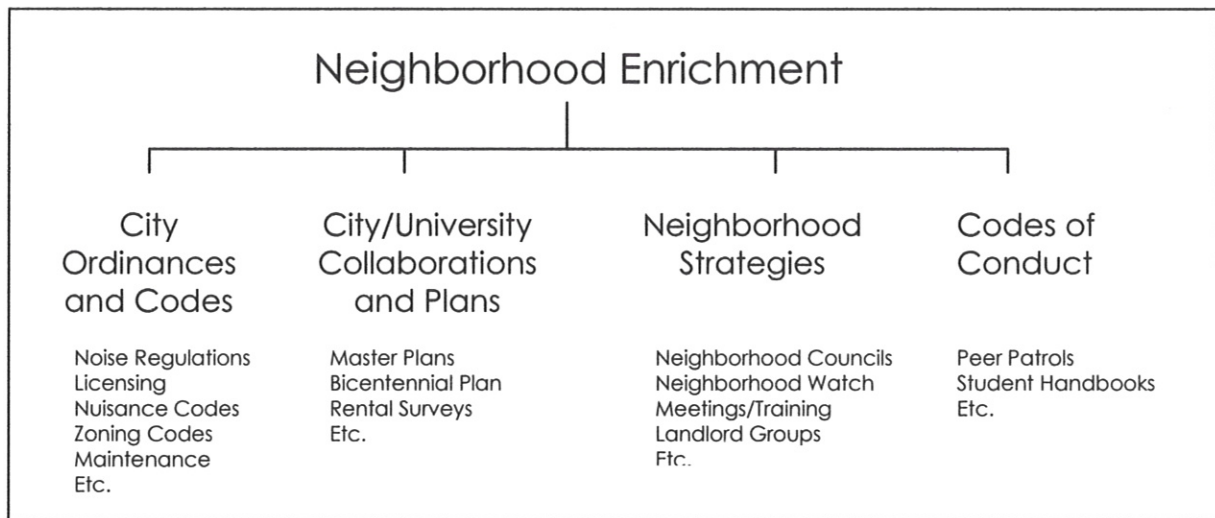 Neighborhood Enrichment
City
Ordinances
and Codes
Noise Regulations
Licensing
Nuisance Codes
Zoning Codes
Maintenance
Etc.
City/University
Collaborations
and Plans
Master Plans
Bicentennial Plan
Rental Surveys
Etc.
Neighborhood
Strategies
Neighborhood Councils
Neighborhood Watch
Meetings/Training
Landlord Groups
Etc.
Codes of
Conduct
Peer Patrols
Student Handbooks
Etc.